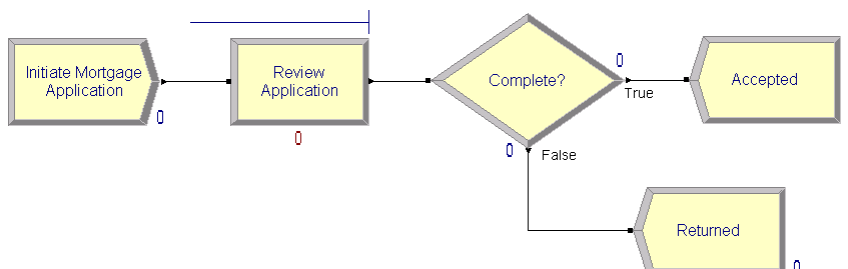 Initiate Mortgage
Application
0
Review
Application
0
Complete?
0
True
0
False
Accepted
Returned
0